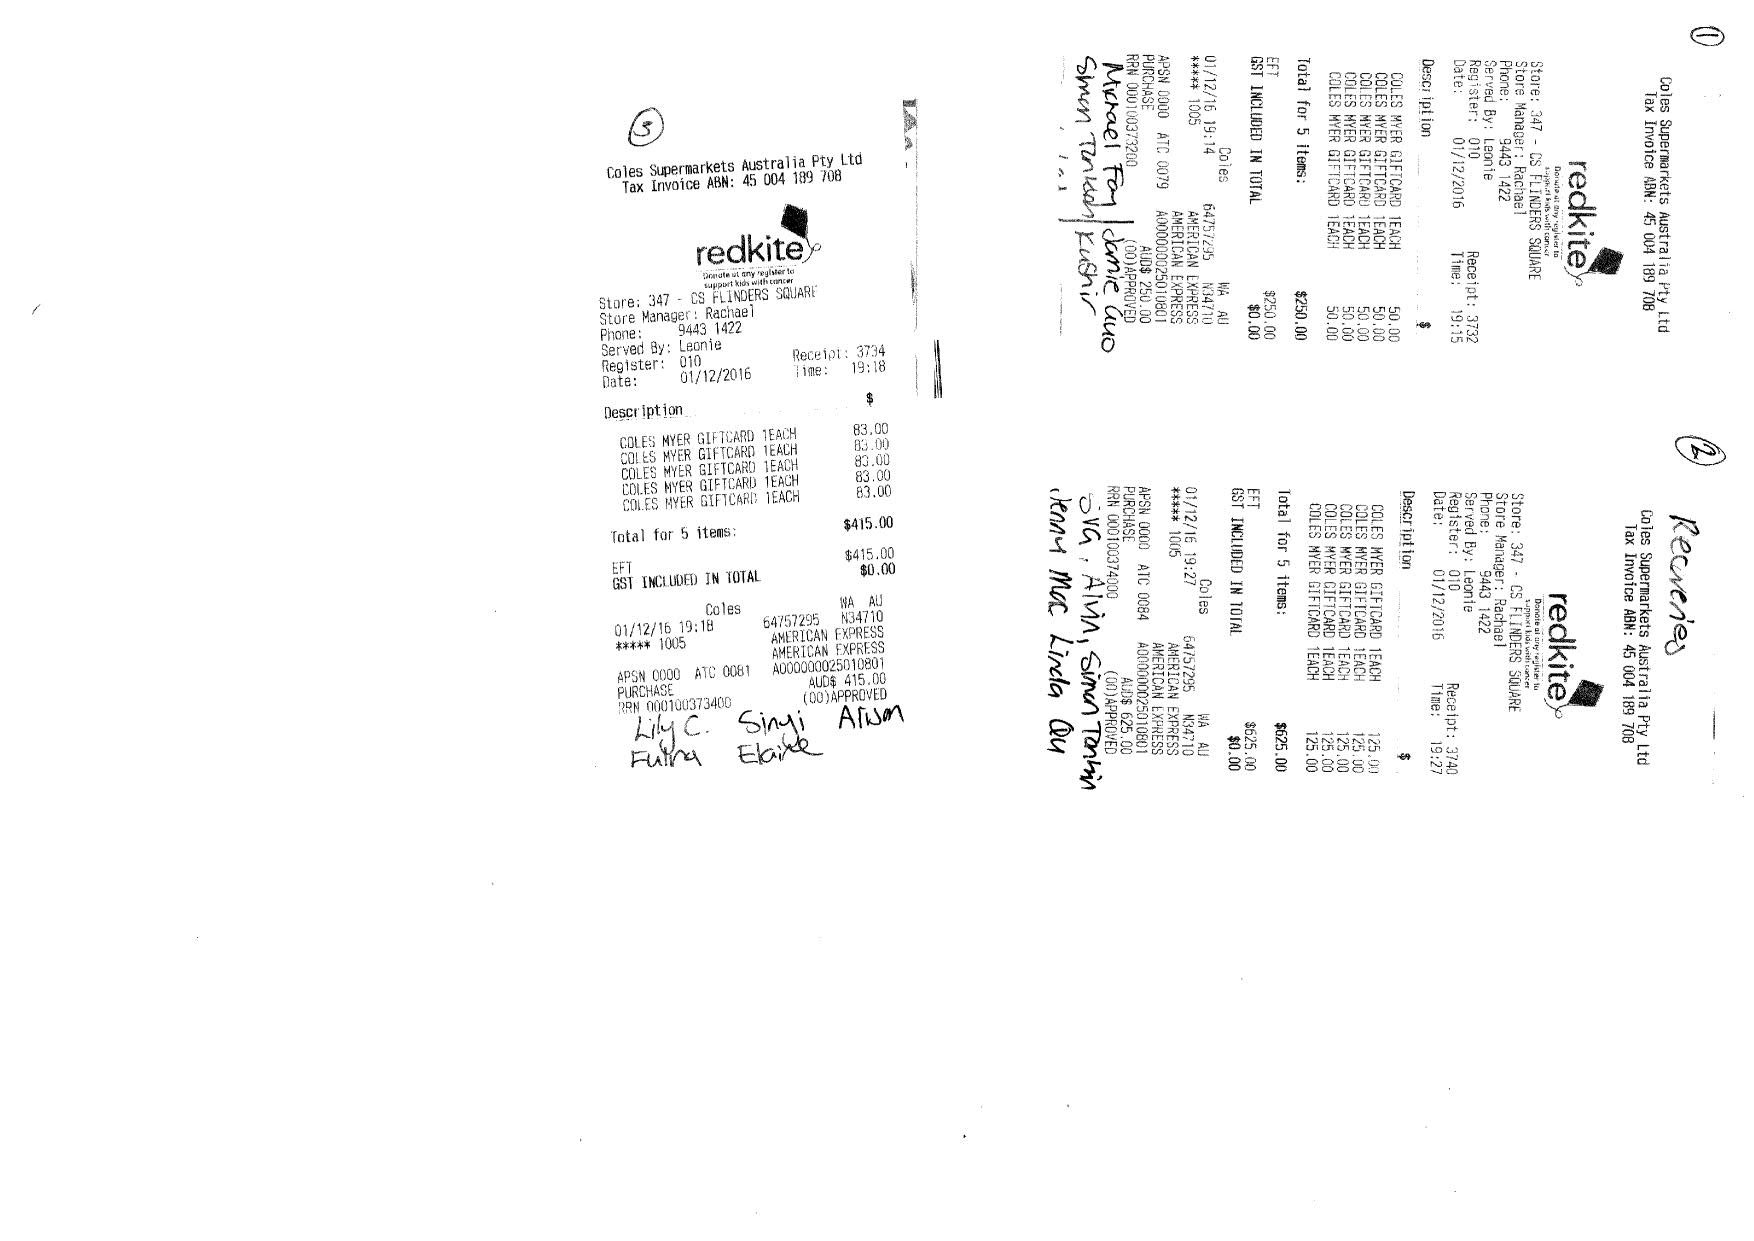 ①
Coles Supermarkets Australia Pty Ltd
Tax Invoice ABN: 45 004 189 708
redkite
Donate at any register to
support kids with cancer
Store: 347 - CS FLINDERS SQUARE
Store Manager: Rachael
Phone: 9443 1422
Served By: Leonie
Register: 010 Receipt: 3732
Date: 01/12/2016 Time: 19:15
Description $
COLES MYER GIFTCARD 1EACH 50.00
COLES MYER GIFTCARD 1EACH 50.00
COLES MYER GIFTCARD 1EACH 50.00
COLES MYER GIFTCARD 1EACH 50.00
COLES MYER GIFTCARD 1EACH 50.00
Total for 5 items: $250.00
EFT $250.00
GST INCLUDED IN TOTAL $0.00
Coles WA AU
01/12/16 19:14 64757295 N34710
***** 1005 AMERICAN EXPRESS
AMERICAN EXPRESS
APSN 0000 ATC 0079 A000000025010801
PURCHASE AUD$ 250.00
RRN 000100373200 (00)APPROVED
Michael Fay / Jamie
Simon / Kushir
②
Recveries
Coles Supermarkets Australia Pty Ltd
Tax Invoice ABN: 45 004 189 708
redkite
Donate at any register to
support kids with cancer
Store: 347 - CS FLINDERS SQUARE
Store Manager: Rachael
Phone: 9443 1422
Served By: Leonie
Register: 010 Receipt: 3740
Date: 01/12/2016 Time: 19:27
Description $
COLES MYER GIFTCARD 1EACH 125.00
COLES MYER GIFTCARD 1EACH 125.00
COLES MYER GIFTCARD 1EACH 125.00
COLES MYER GIFTCARD 1EACH 125.00
COLES MYER GIFTCARD 1EACH 125.00
Total for 5 items: $625.00
EFT $625.00
GST INCLUDED IN TOTAL $0.00
Coles WA AU
01/12/16 19:27 64757295 N34710
***** 1005 AMERICAN EXPRESS
AMERICAN EXPRESS
APSN 0000 ATC 0084 A000000025010801
PURCHASE AUD$ 625.00
RRN 000100374000 (00)APPROVED
Siva, Alvin, Simon
Jenny Mac Linda Qu
③
Coles Supermarkets Australia Pty Ltd
Tax Invoice ABN: 45 004 189 708
redkite
Donate at any register to
support kids with cancer
Store: 347 - CS FLINDERS SQUARE
Store Manager: Rachael
Phone: 9443 1422
Served By: Leonie
Register: 010 Receipt: 3734
Date: 01/12/2016 Time: 19:18
Description $
COLES MYER GIFTCARD 1EACH 83.00
COLES MYER GIFTCARD 1EACH 83.00
COLES MYER GIFTCARD 1EACH 83.00
COLES MYER GIFTCARD 1EACH 83.00
COLES MYER GIFTCARD 1EACH 83.00
Total for 5 items: $415.00
EFT $415.00
GST INCLUDED IN TOTAL $0.00
Coles WA AU
01/12/16 19:18 64757295 N34710
***** 1005 AMERICAN EXPRESS
AMERICAN EXPRESS
APSN 0000 ATC 0081 A000000025010801
PURCHASE AUD$ 415.00
RRN 000100373400 (00)APPROVED
Lily C. Sinyi
Elaine